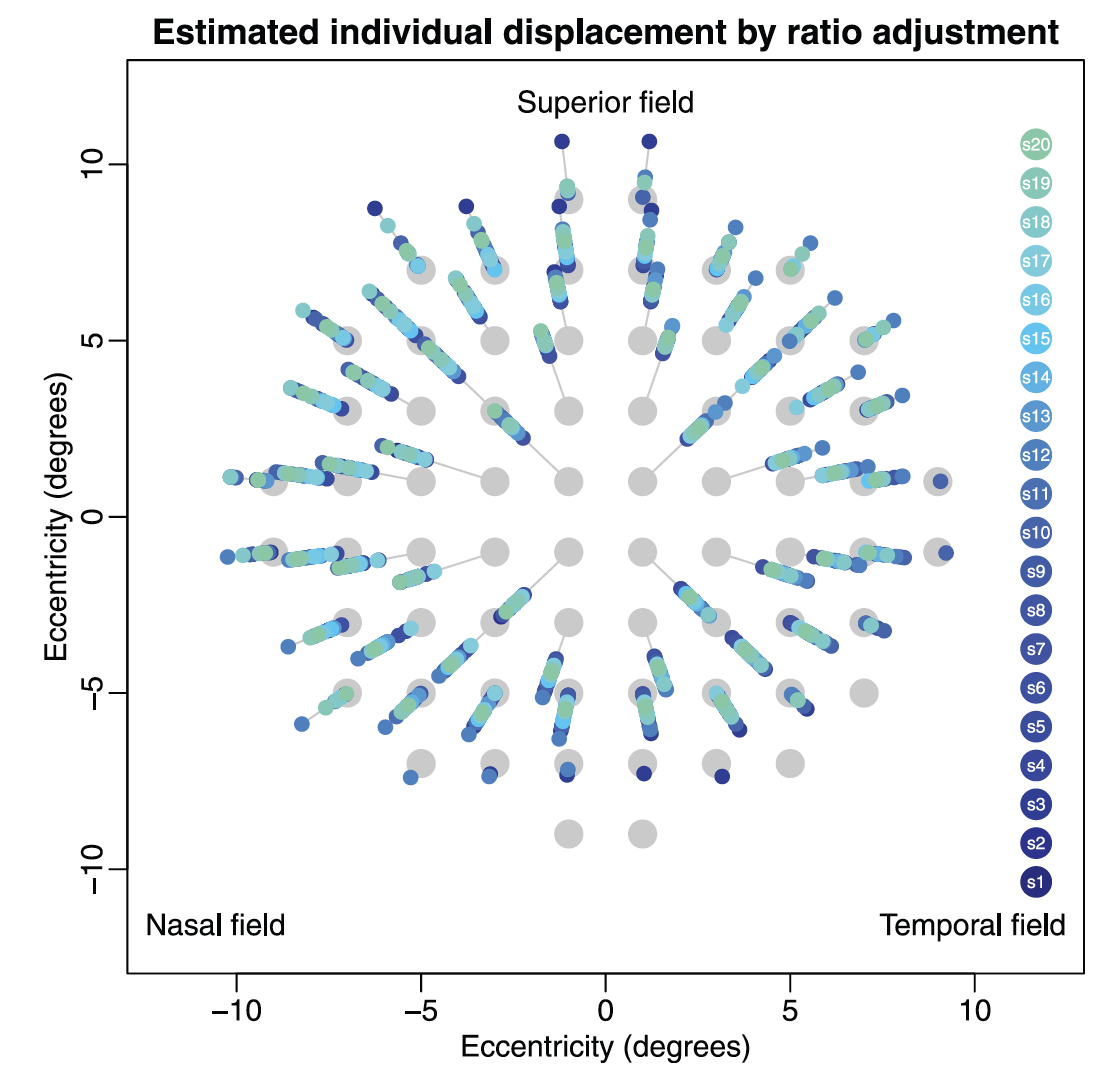 Estimated individual displacement by ratio adjustment
Superior field
s20
s19
s18
s17
s16
s15
s14
s13
s12
s11
s10
s9
s8
s7
s6
s5
s4
s3
s2
s1
10
5
0
−5
−10
Eccentricity (degrees)
Nasal field
Temporal field
−10
−5
0
5
10
Eccentricity (degrees)